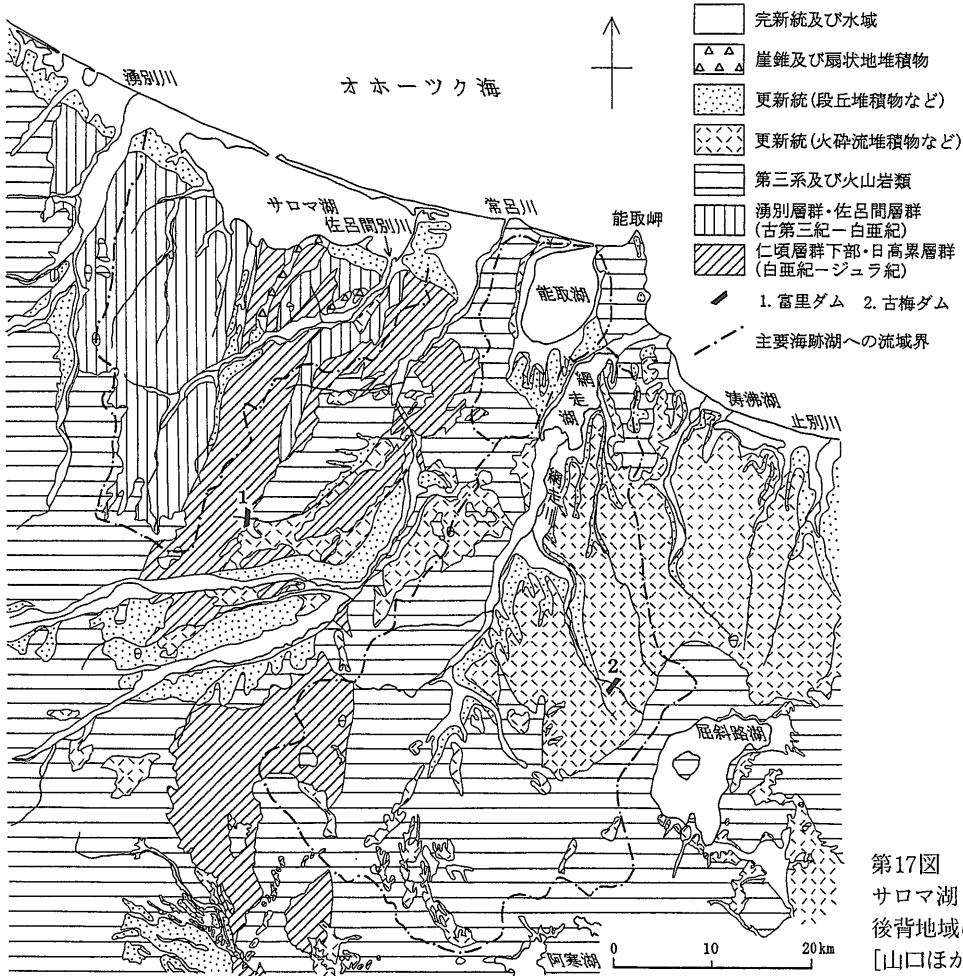 完新統及び水域
崖錐及び扇状地堆積物
更新統(段丘堆積物など)
更新統(火砕流堆積物など)
第三系及び火山岩類
湧別層群・佐呂間層群
(古第三紀ー白亜紀)
仁頃層群下部・日高累層群
(白亜紀ージュラ紀)
1. 富里ダム 2. 古梅ダム
主要海跡湖への流域界
オホーツク海
湧別川
サロマ湖
佐呂間別川
常呂川
能取岬
能取湖
網走湖
網走川
涛沸湖
止別川
1
2
屈斜路湖
阿寒湖
0 10 20km
第17図
サロマ湖
後背地域
[山口ほか